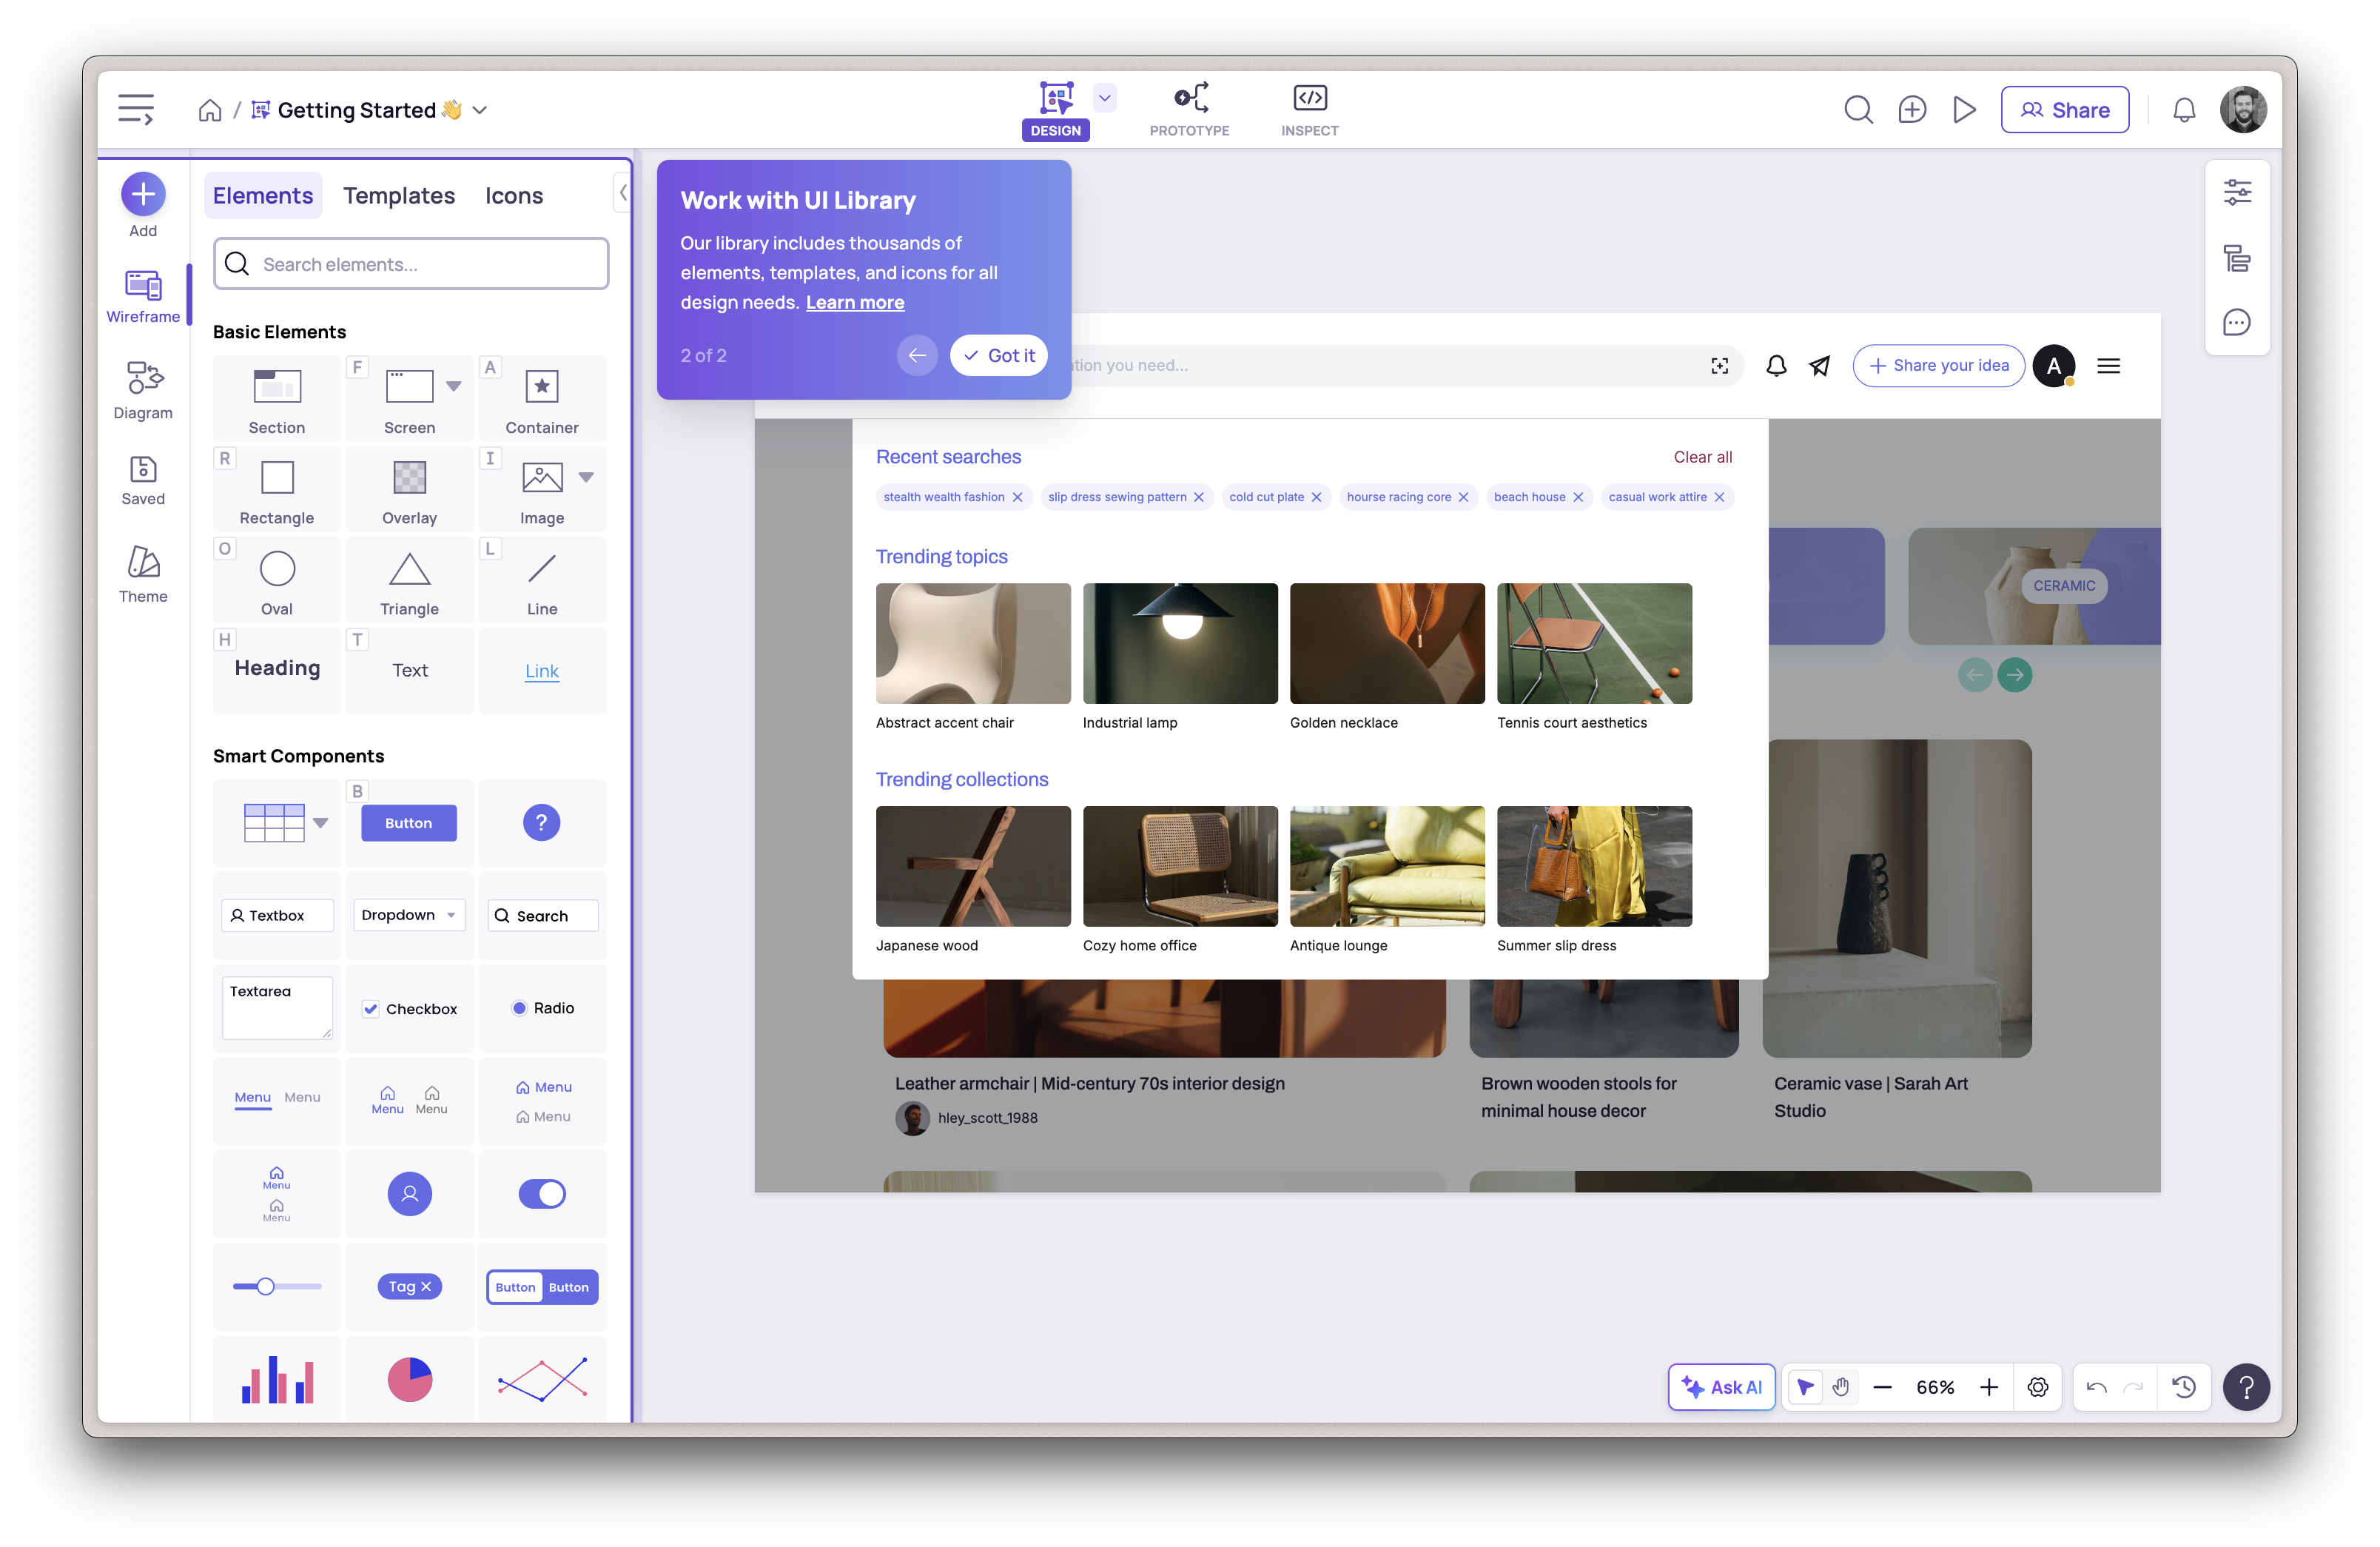 / Getting Started 👋
DESIGN
PROTOTYPE
INSPECT
Share
Add
Wireframe
Diagram
Saved
Theme
Elements Templates Icons
Search elements...
Basic Elements
Section
F
Screen
A
Container
R
Rectangle
Overlay
I
Image
O
Oval
Triangle
L
Line
H
Heading
T
Text
Link
Smart Components
B
Button
?
Textbox
Dropdown
Search
Textarea
Checkbox
Radio
Menu Menu
Menu Menu
Menu
Menu
Menu
Menu
Tag
Button Button
Work with UI Library
Our library includes thousands of
elements, templates, and icons for all
design needs. Learn more
2 of 2
Got it
you need...
Share your idea
A
Recent searches
Clear all
stealth wealth fashion
slip dress sewing pattern
cold cut plate
hourse racing core
beach house
casual work attire
Trending topics
Abstract accent chair
Industrial lamp
Golden necklace
Tennis court aesthetics
Trending collections
Japanese wood
Cozy home office
Antique lounge
Summer slip dress
CERAMIC
Leather armchair | Mid-century 70s interior design
hley_scott_1988
Brown wooden stools for
minimal house decor
Ceramic vase | Sarah Art
Studio
Ask AI
66%
?